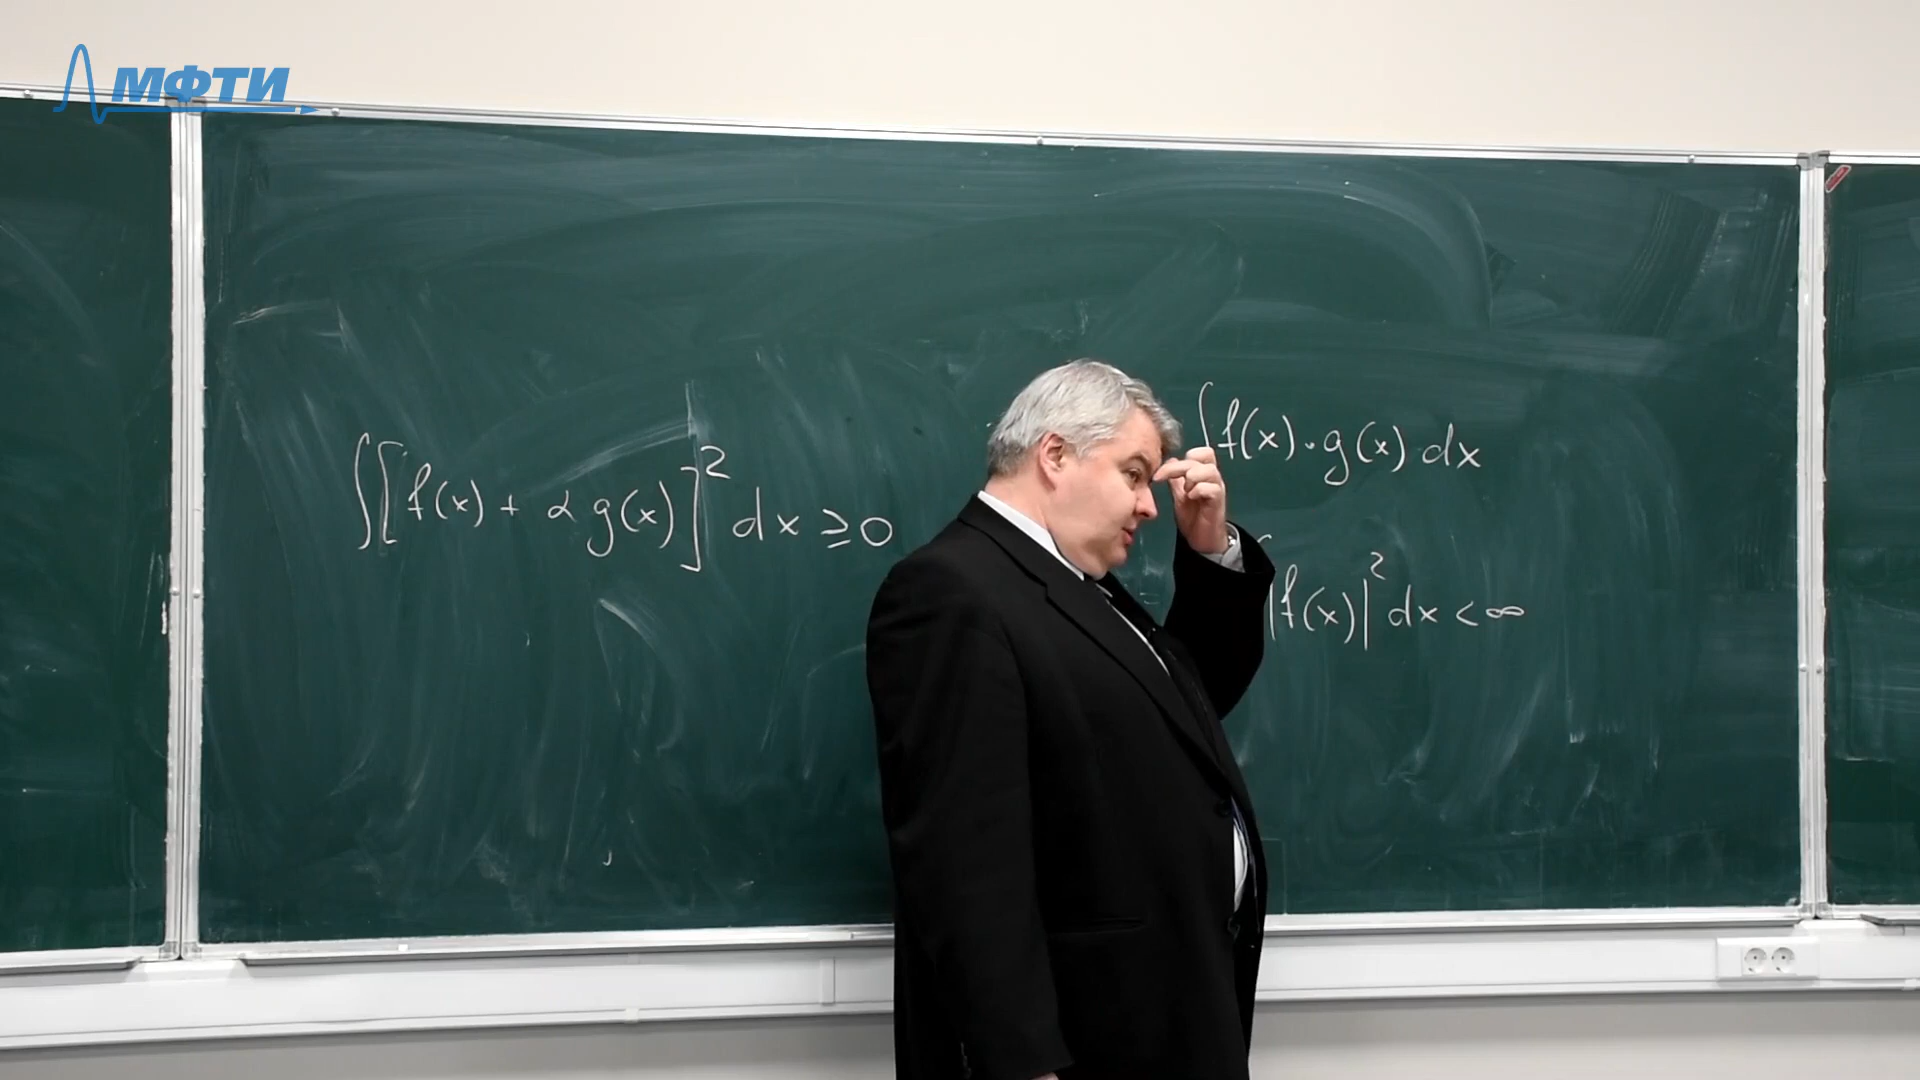 МФТИ
∫[f(x) + α g(x)]² dx ≥ 0
∫f(x)·g(x) dx
|f(x)|² dx < ∞